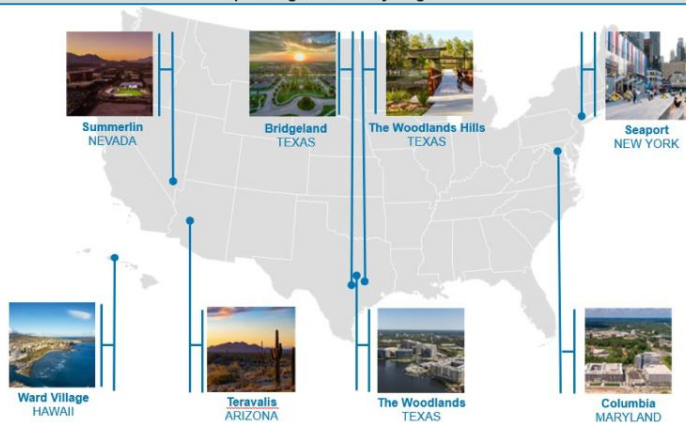 Summerlin
NEVADA
Bridgeland
TEXAS
The Woodlands Hills
TEXAS
Seaport
NEW YORK
Ward Village
HAWAII
Teravalis
ARIZONA
The Woodlands
TEXAS
Columbia
MARYLAND